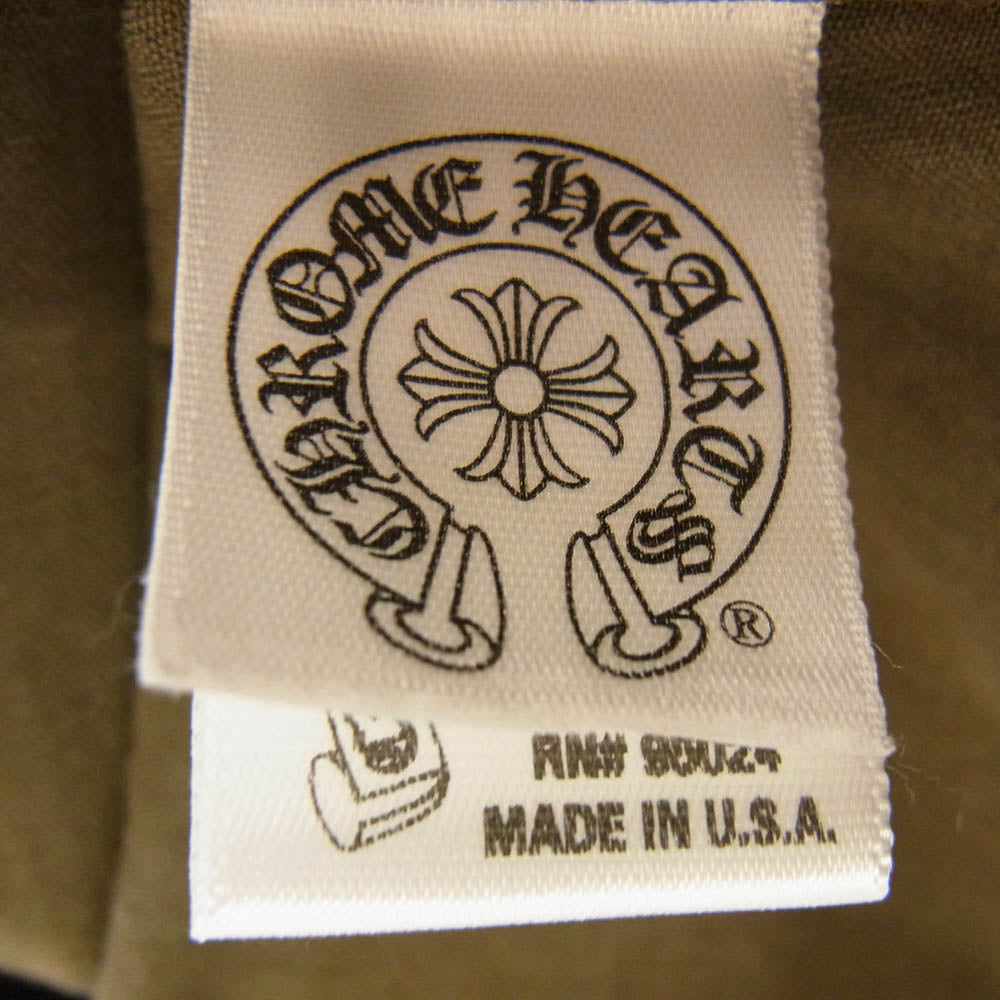 CHROME HEARTS
®
RN# 90024
MADE IN U.S.A.